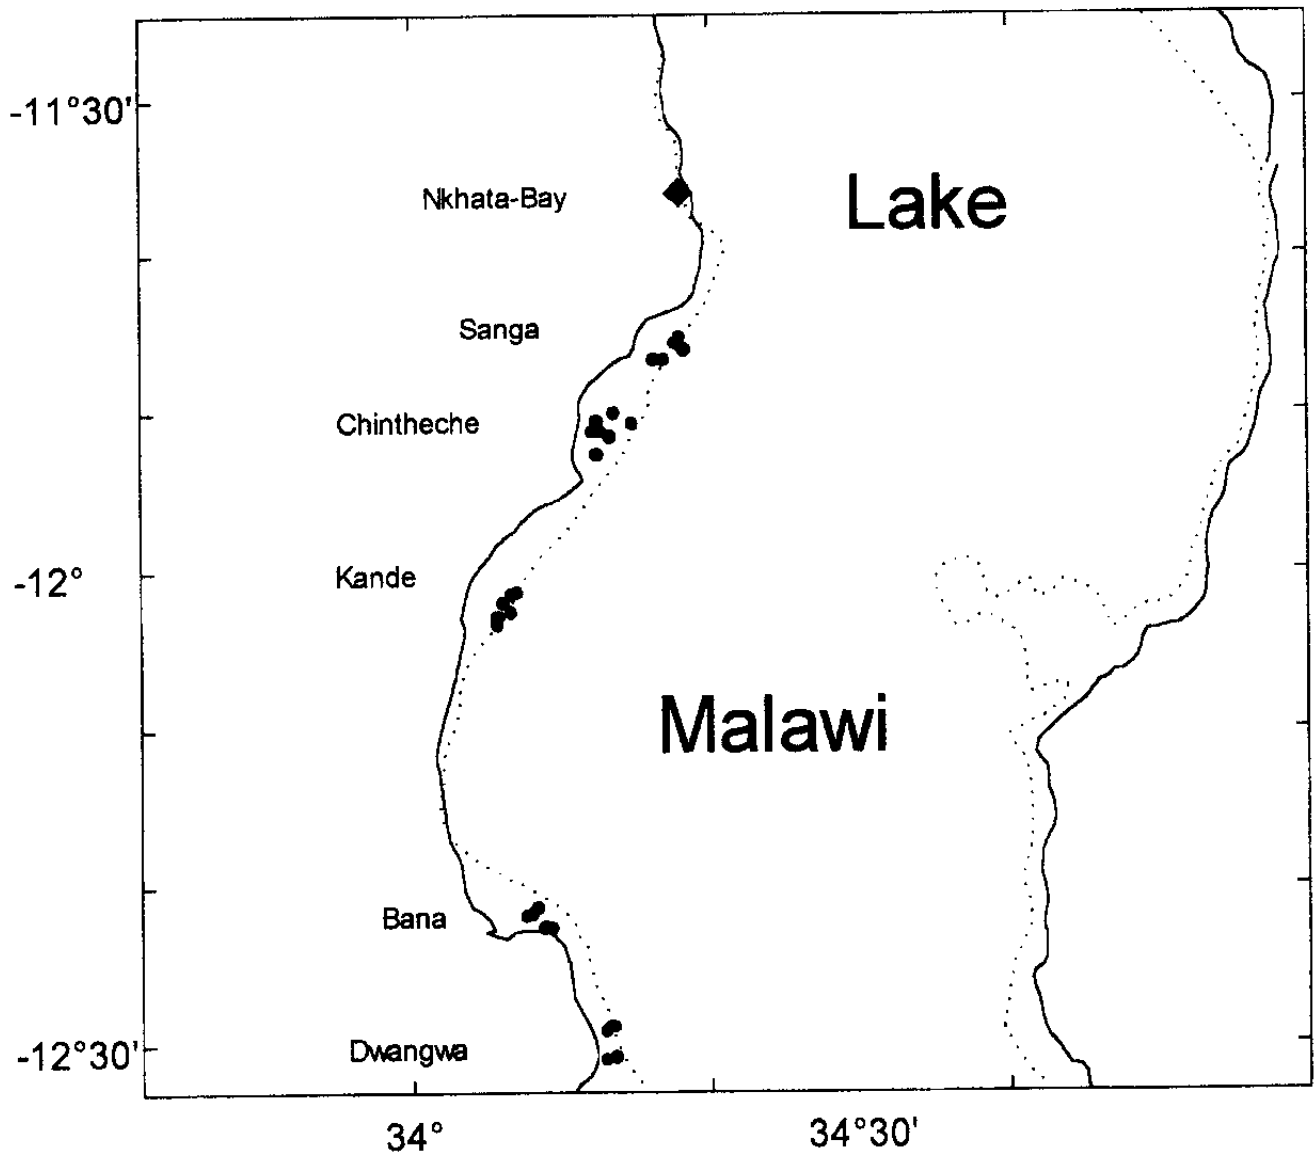 -11°30'
Nkhata-Bay
Lake
Sanga
Chintheche
Kande
-12°
Malawi
Bana
Dwangwa
-12°30'
34°
34°30'